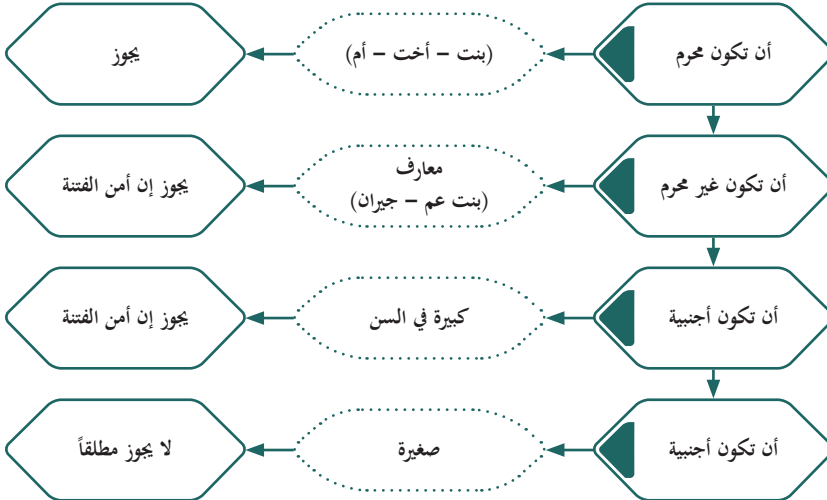 أن تكون محرم
(بنت – أخت – أم)
يجوز
أن تكون غير محرم
معارف
(بنت عم – جيران)
يجوز إن أمن الفتنة
أن تكون أجنبية
كبيرة في السن
يجوز إن أمن الفتنة
أن تكون أجنبية
صغيرة
لا يجوز مطلقاً